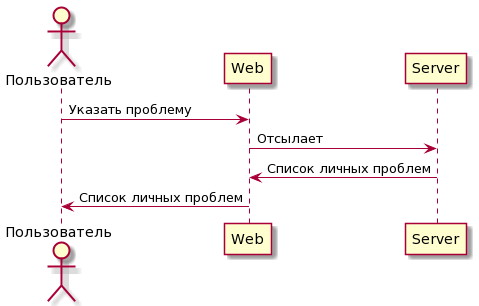 Пользователь
Web
Server
Указать проблему
Отсылает
Список личных проблем
Список личных проблем
Пользователь
Web
Server